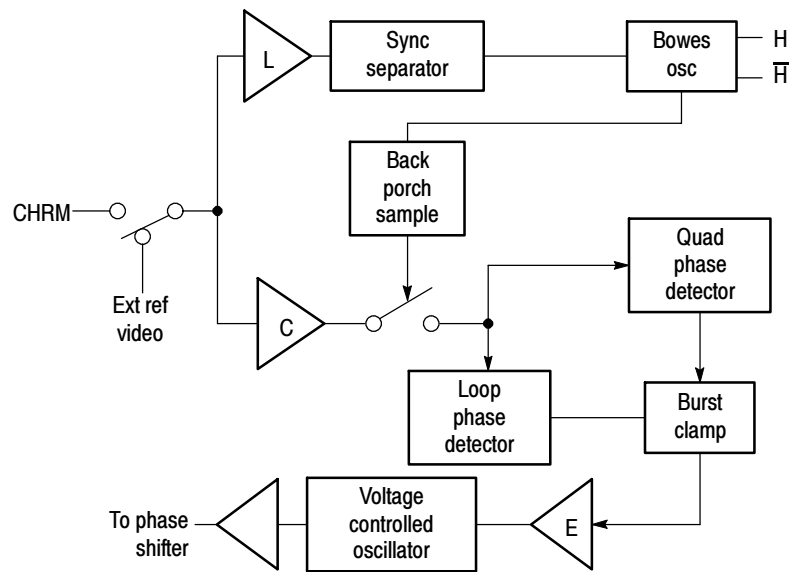 L
Sync
separator
Bowes
osc
H
H̅
Back
porch
sample
CHRM
Ext ref
video
Quad
phase
detector
C
Loop
phase
detector
Burst
clamp
To phase
shifter
Voltage
controlled
oscillator
E